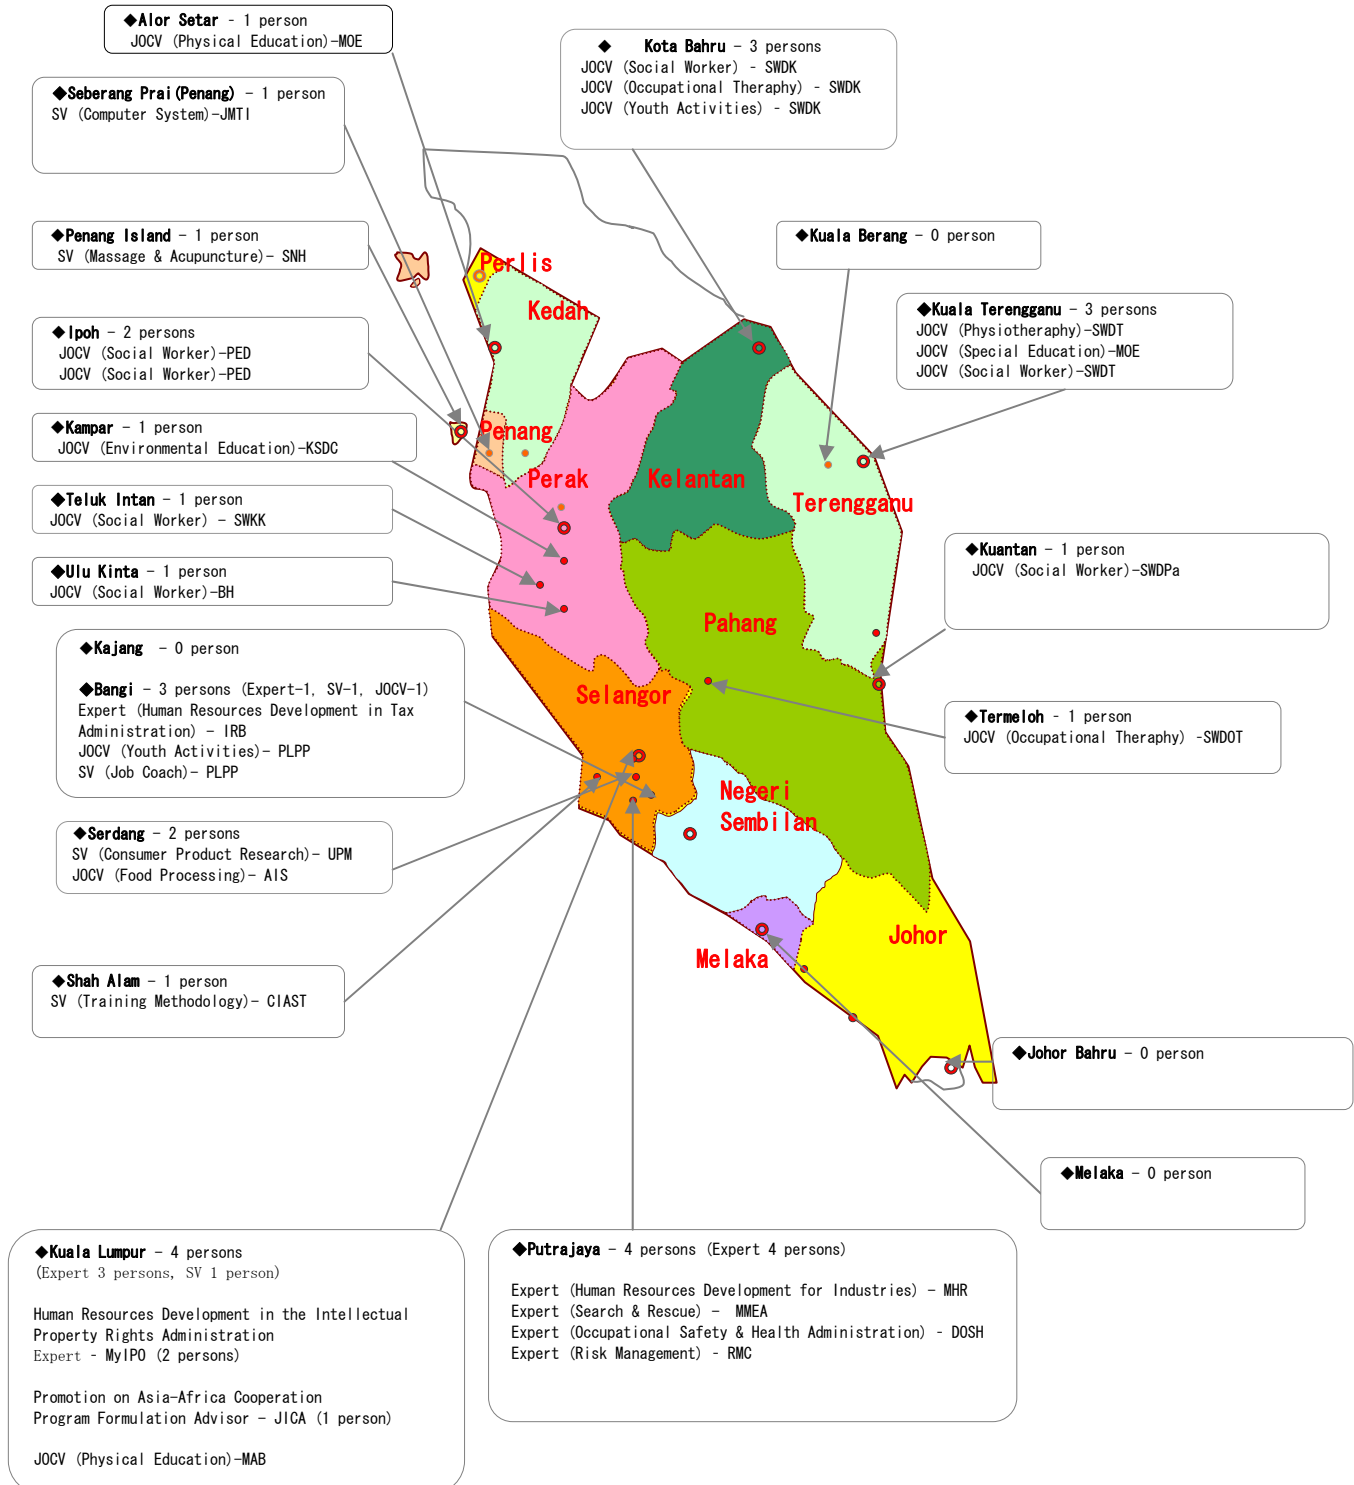 ◆Alor Setar - 1 person
JOCV (Physical Education)-MOE
◆ Kota Bahru - 3 persons
JOCV (Social Worker) - SWDK
JOCV (Occupational Theraphy) - SWDK
JOCV (Youth Activities) - SWDK
◆Seberang Prai(Penang) - 1 person
SV (Computer System)-JMTI
◆Penang Island - 1 person
SV (Massage & Acupuncture)- SNH
◆Kuala Berang - 0 person
◆Kuala Terengganu - 3 persons
JOCV (Physiotheraphy)-SWDT
JOCV (Special Education)-MOE
JOCV (Social Worker)-SWDT
◆Ipoh - 2 persons
JOCV (Social Worker)-PED
JOCV (Social Worker)-PED
◆Kampar - 1 person
JOCV (Environmental Education)-KSDC
◆Teluk Intan - 1 person
JOCV (Social Worker) - SWKK
◆Ulu Kinta - 1 person
JOCV (Social Worker)-BH
◆Kuantan - 1 person
JOCV (Social Worker)-SWDPa
◆Kajang - 0 person
◆Bangi - 3 persons (Expert-1, SV-1, JOCV-1)
Expert (Human Resources Development in Tax
Administration) - IRB
JOCV (Youth Activities)- PLPP
SV (Job Coach)- PLPP
◆Termeloh - 1 person
JOCV (Occupational Theraphy) -SWDOT
◆Serdang - 2 persons
SV (Consumer Product Research)- UPM
JOCV (Food Processing)- AIS
◆Shah Alam - 1 person
SV (Training Methodology)- CIAST
Perlis
Kedah
Penang
Perak
Kelantan
Terengganu
Pahang
Selangor
Negeri
Sembilan
Melaka
Johor
◆Johor Bahru - 0 person
◆Melaka - 0 person
◆Kuala Lumpur - 4 persons
(Expert 3 persons, SV 1 person)
Human Resources Development in the Intellectual
Property Rights Administration
Expert - MyIPO (2 persons)
Promotion on Asia-Africa Cooperation
Program Formulation Advisor - JICA (1 person)
JOCV (Physical Education)-MAB
◆Putrajaya - 4 persons (Expert 4 persons)
Expert (Human Resources Development for Industries) - MHR
Expert (Search & Rescue) - MMEA
Expert (Occupational Safety & Health Administration) - DOSH
Expert (Risk Management) - RMC